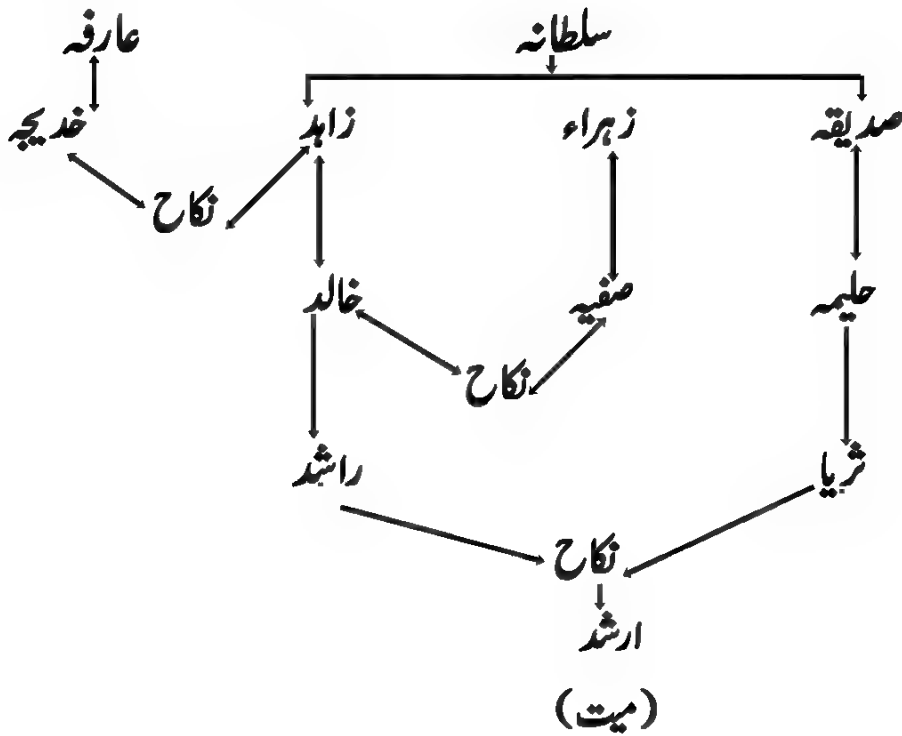 سلطانہ عارفہ
صدیقہ زہراء زاہد خدیجہ
نکاح
حلیمہ صفیہ خالد
نکاح
ثریا راشد
نکاح
ارشد
(میت)